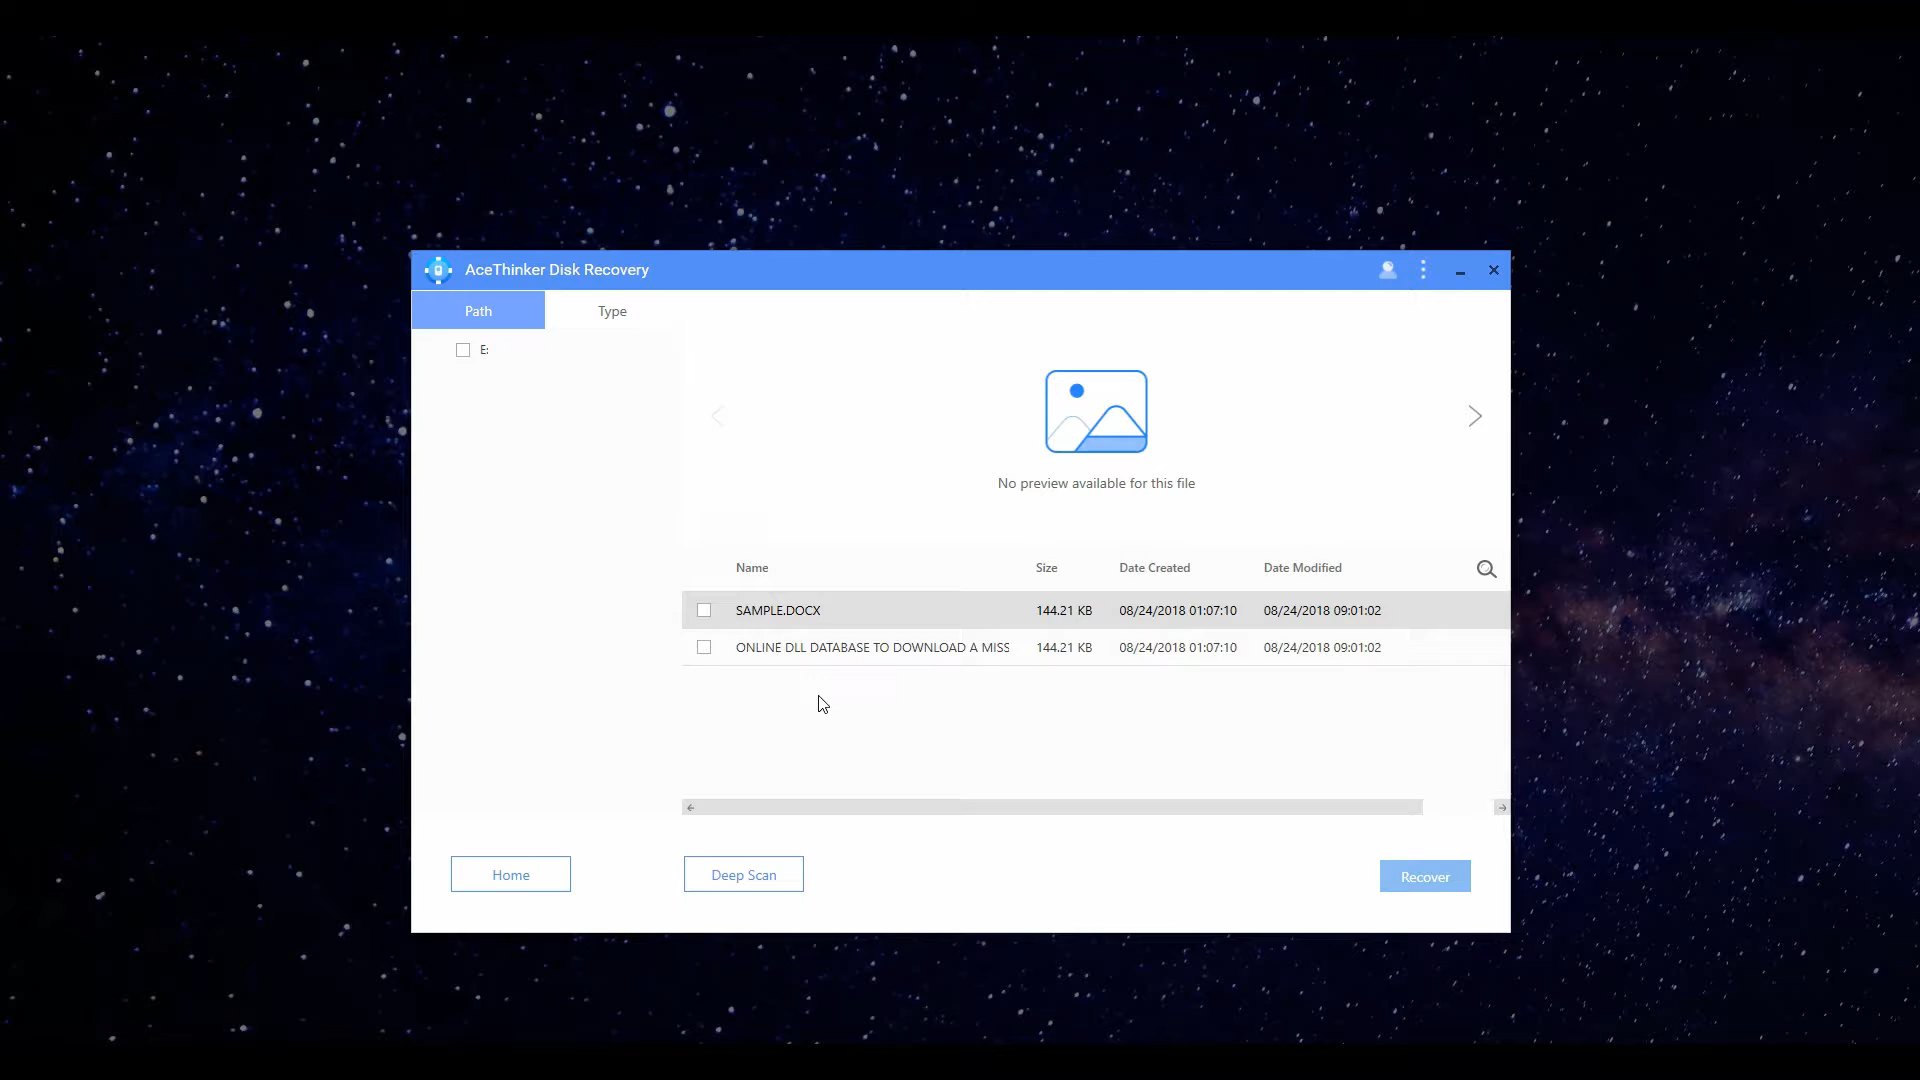 AceThinker Disk Recovery
Path
Type
E:
No preview available for this file
Name Size Date Created Date Modified
SAMPLE.DOCX 144.21 KB 08/24/2018 01:07:10 08/24/2018 09:01:02
ONLINE DLL DATABASE TO DOWNLOAD A MISS 144.21 KB 08/24/2018 01:07:10 08/24/2018 09:01:02
Home
Deep Scan
Recover